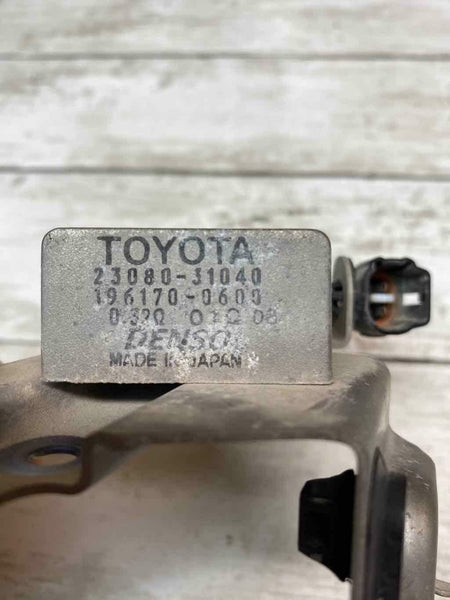 TOYOTA
23080-31040
196170-0600
DENSO
MADE IN JAPAN